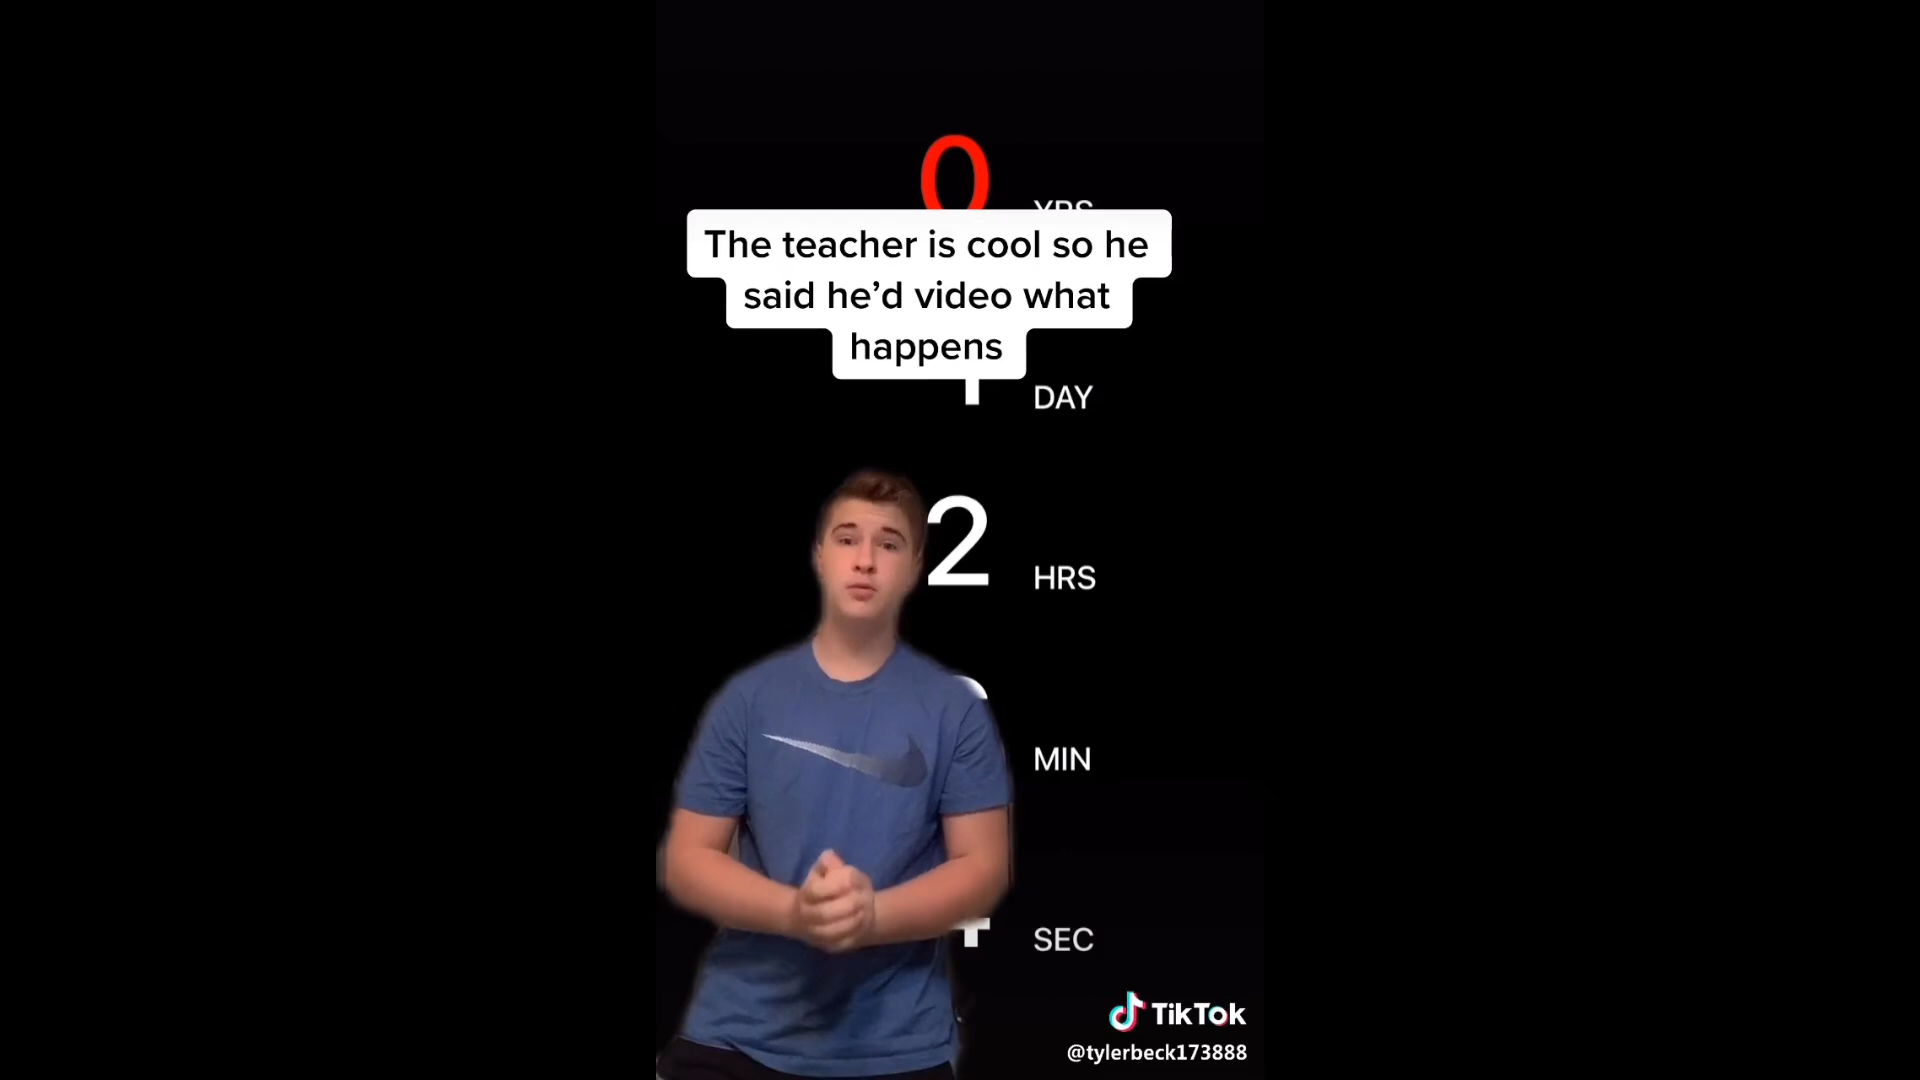 0
The teacher is cool so he
said he’d video what
happens
DAY
2
HRS
MIN
SEC
TikTok
@tylerbeck173888